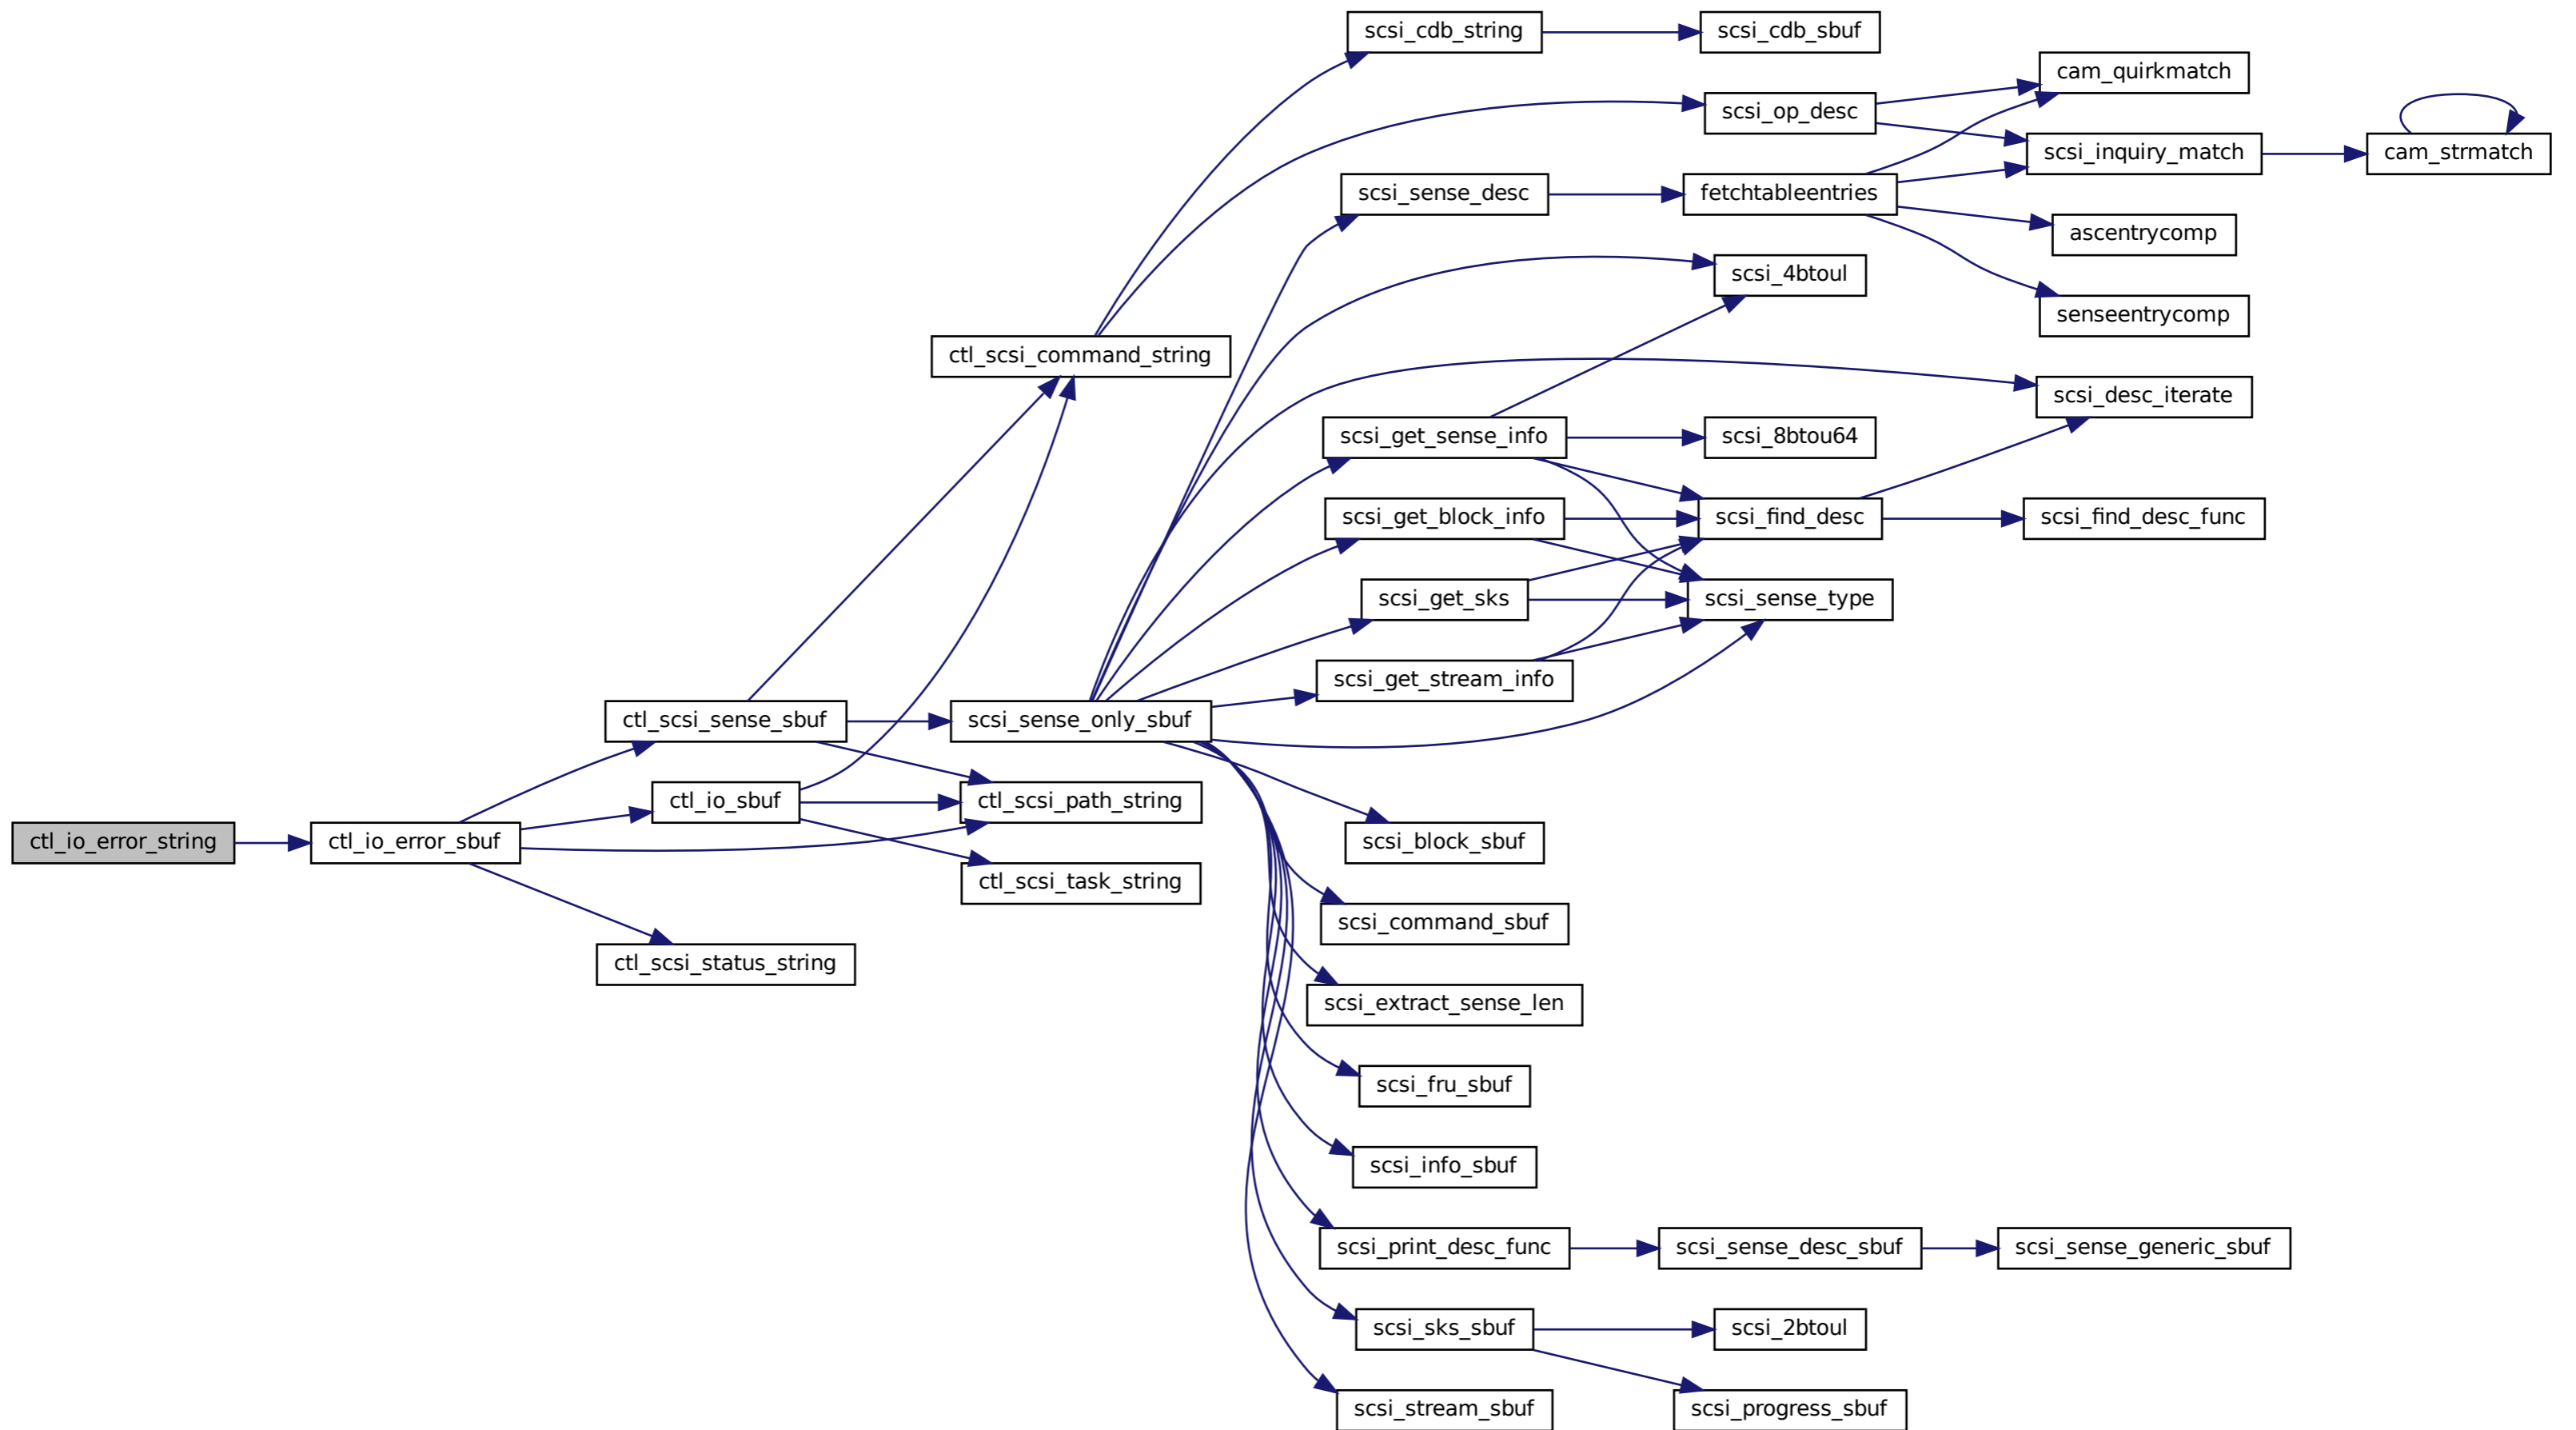 scsi_cdb_string
scsi_cdb_sbuf
cam_quirkmatch
scsi_op_desc
scsi_inquiry_match
cam_strmatch
scsi_sense_desc
fetchtableentries
ascentrycomp
scsi_4btoul
senseentrycomp
ctl_scsi_command_string
scsi_desc_iterate
scsi_get_sense_info
scsi_8btou64
scsi_get_block_info
scsi_find_desc
scsi_find_desc_func
scsi_get_sks
scsi_sense_type
scsi_get_stream_info
ctl_scsi_sense_sbuf
scsi_sense_only_sbuf
ctl_io_sbuf
ctl_scsi_path_string
ctl_io_error_string
ctl_io_error_sbuf
scsi_block_sbuf
ctl_scsi_task_string
scsi_command_sbuf
ctl_scsi_status_string
scsi_extract_sense_len
scsi_fru_sbuf
scsi_info_sbuf
scsi_print_desc_func
scsi_sense_desc_sbuf
scsi_sense_generic_sbuf
scsi_sks_sbuf
scsi_2btoul
scsi_stream_sbuf
scsi_progress_sbuf